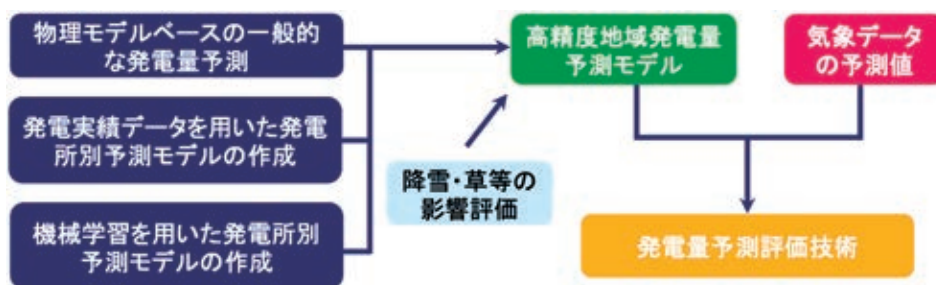 物理モデルベースの一般的
な発電量予測
発電実績データを用いた発電
所別予測モデルの作成
機械学習を用いた発電所別
予測モデルの作成
高精度地域発電量
予測モデル
気象データ
の予測値
降雪・草等の
影響評価
発電量予測評価技術